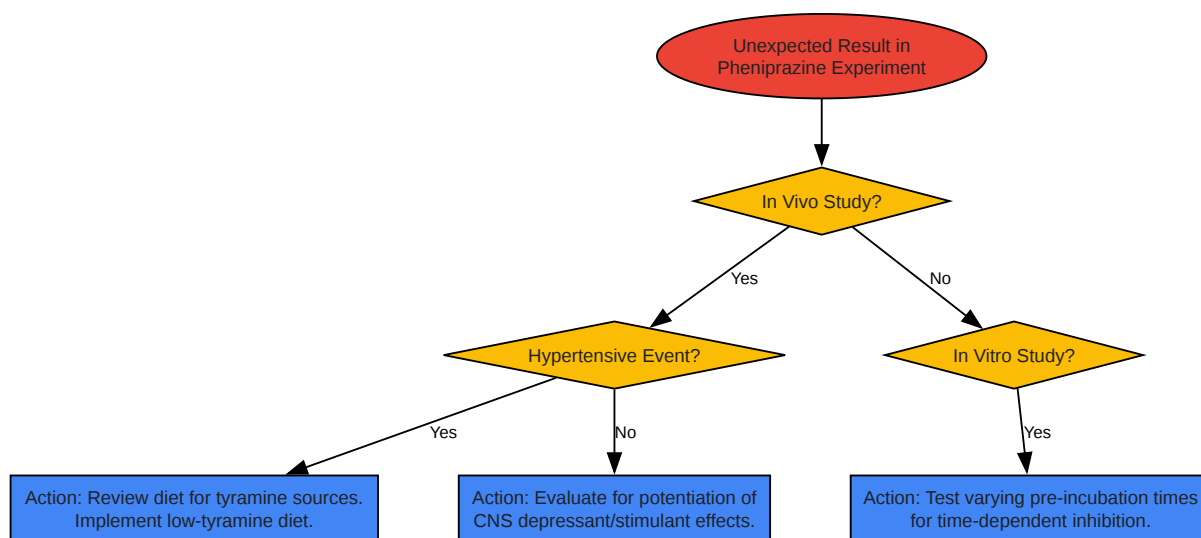 Unexpected Result in
Pheniprazine Experiment
In Vivo Study?
Yes
No
Hypertensive Event?
In Vitro Study?
Yes
No
Yes
Action: Review diet for tyramine sources.
Implement low-tyramine diet.
Action: Evaluate for potentiation of
CNS depressant/stimulant effects.
Action: Test varying pre-incubation times
for time-dependent inhibition.